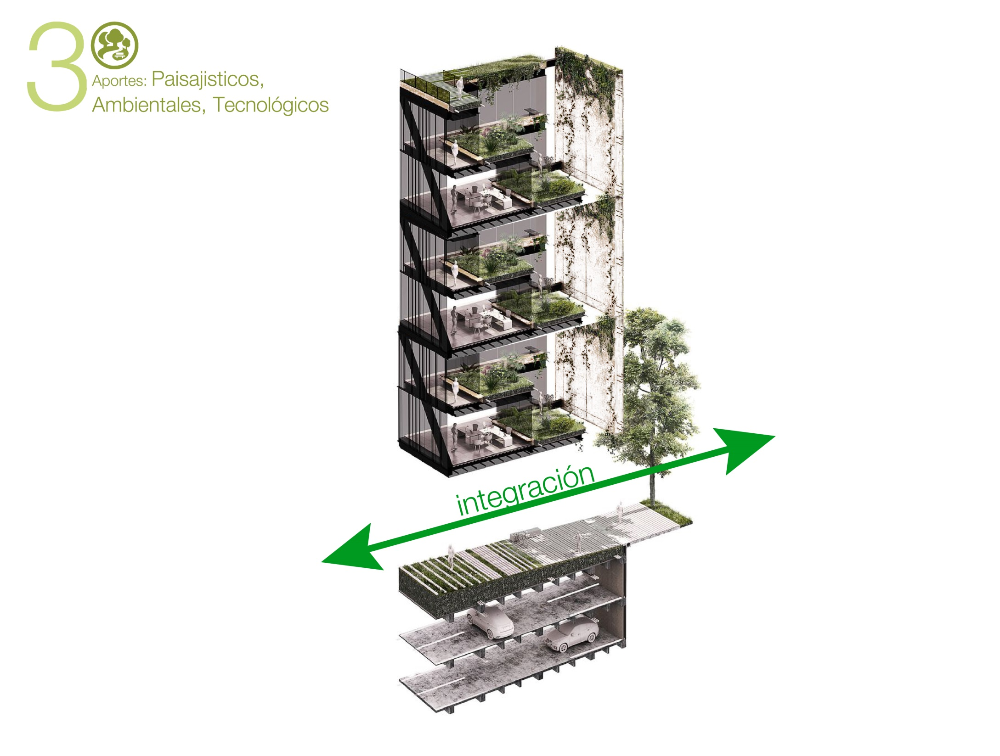 3
Aportes: Paisajisticos,
Ambientales, Tecnológicos
integración